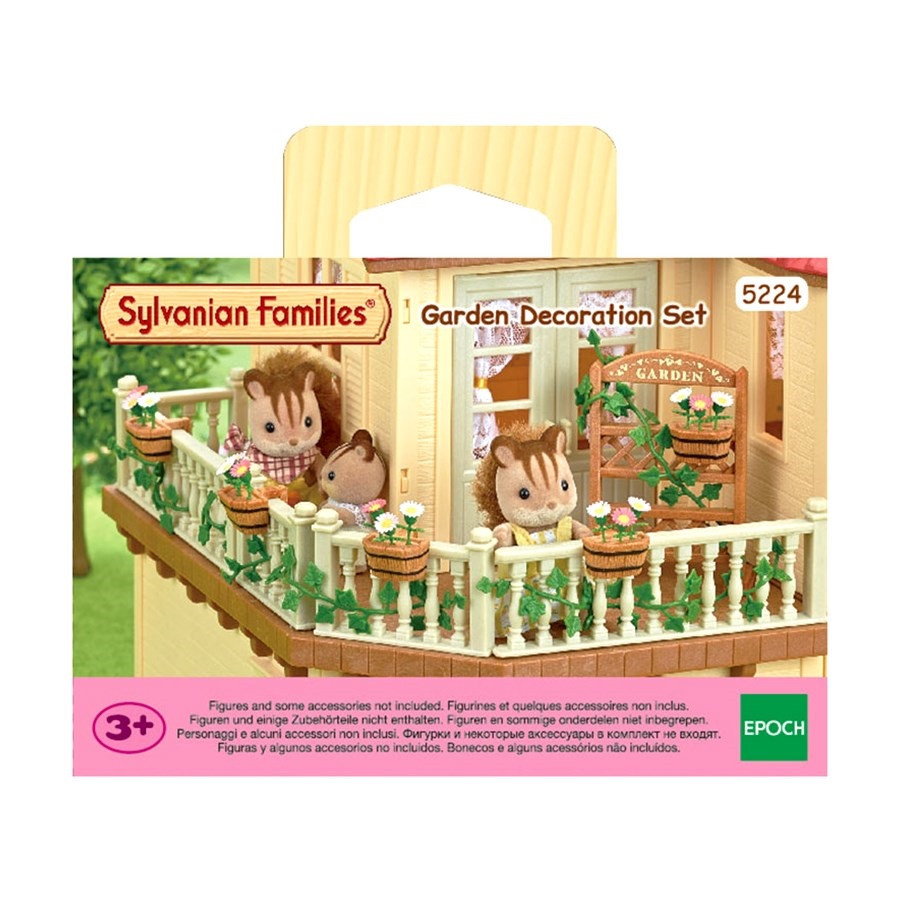 Sylvanian Families®
Garden Decoration Set
5224
GARDEN
3+
Figures and some accessories not included. Figurines et quelques accessoires non inclus.
Figuren und einige Zubehörteile nicht enthalten. Figuren en sommige onderdelen niet inbegrepen.
Personaggi e alcuni accessori non inclusi. Фигурки и некоторые аксессуары в комплект не входят.
Figuras y algunos accesorios no incluidos. Bonecos e alguns acessórios não incluídos.
EPOCH